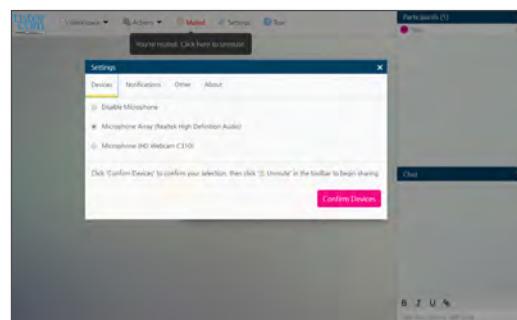 Actions
Muted
Settings
Tour
Participants (1)
You're muted. Click here to unmute
Settings
Devices Notifications Other About
Disable Microphone
Microphone Array (Realtek High Definition Audio)
Microphone (HD Webcam C310)
Click 'Confirm Devices' to confirm your selection, then click ' Unmute' in the toolbar to begin sharing
Confirm Devices
Chat
B I U